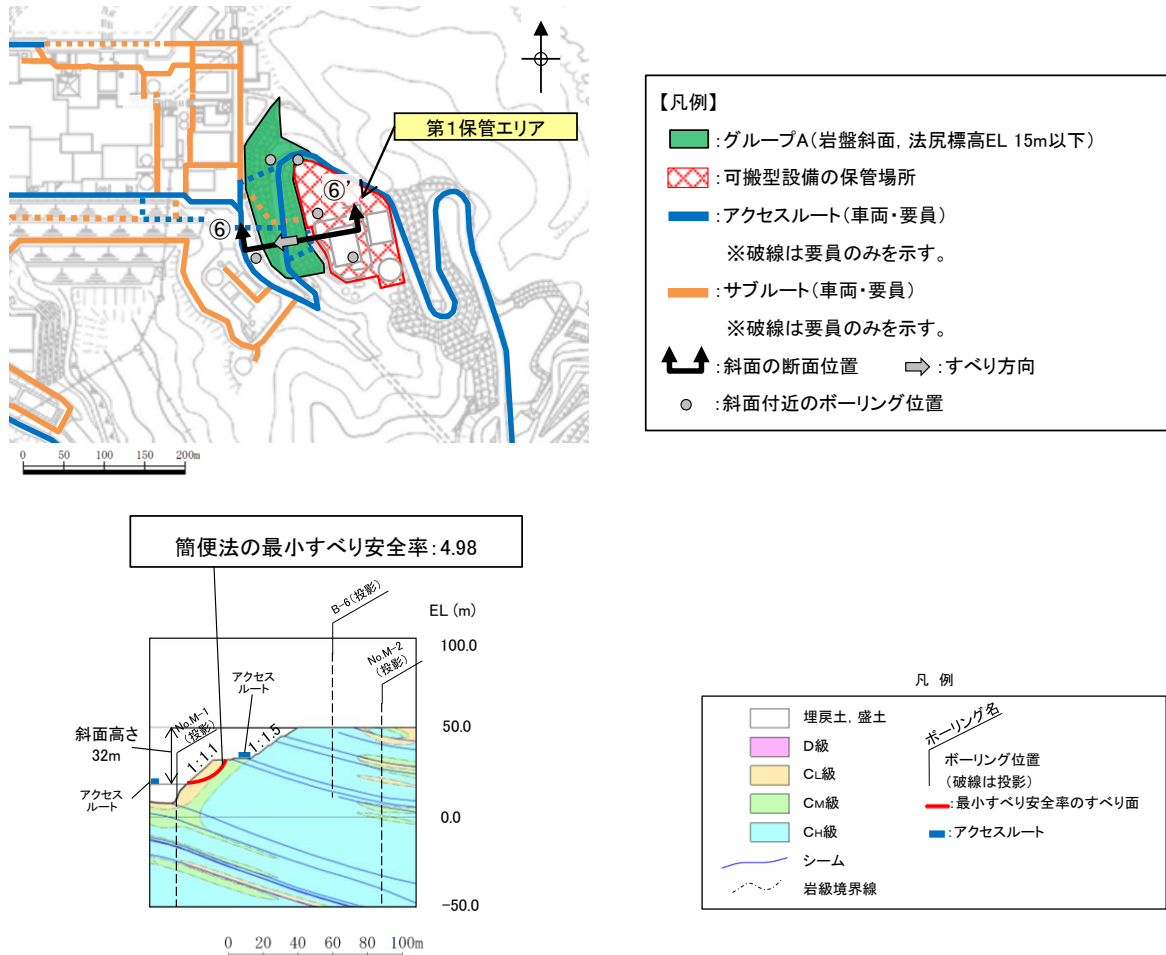 第1保管エリア
⑥
⑥’
0 50 100 150 200m
【凡例】
:グループA(岩盤斜面, 法尻標高EL 15m以下)
:可搬型設備の保管場所
:アクセスルート(車両・要員)
※破線は要員のみを示す。
:サブルート(車両・要員)
※破線は要員のみを示す。
:斜面の断面位置 :すべり方向
:斜面付近のボーリング位置
簡便法の最小すべり安全率:4.98
B-6(投影)
EL (m)
100.0
No.M-2
(投影)
アクセス
ルート
No.M-1
(投影)
斜面高さ
32m
1:1.1
1:1.5
50.0
アクセス
ルート
0.0
-50.0
0 20 40 60 80 100m
凡 例
埋戻土, 盛土
D級
CL級
CM級
CH級
シーム
岩級境界線
ボーリング名
ボーリング位置
(破線は投影)
:最小すべり安全率のすべり面
:アクセスルート